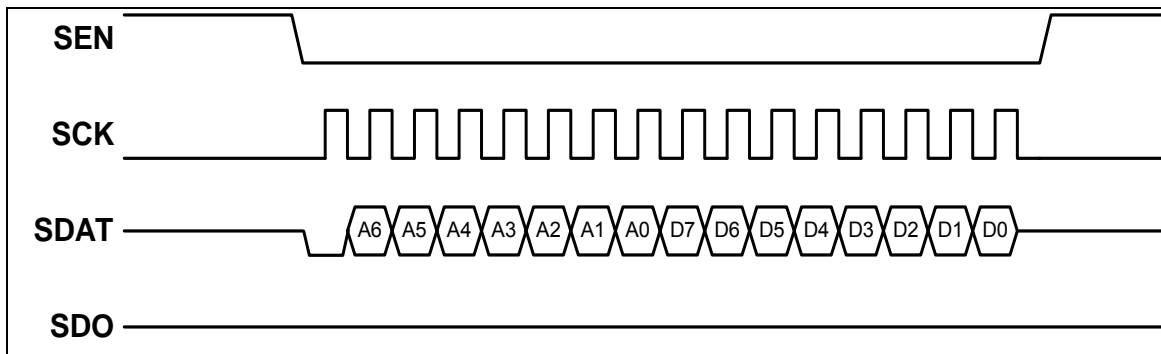 SEN
SCK
SDAT A6 A5 A4 A3 A2 A1 A0 D7 D6 D5 D4 D3 D2 D1 D0
SDO